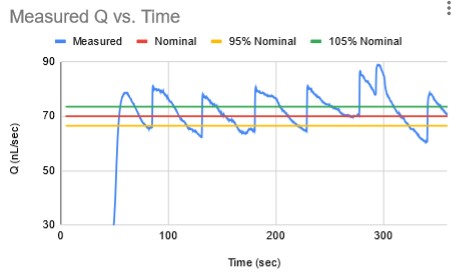 Measured Q vs. Time
Measured Nominal 95% Nominal 105% Nominal
90
70
50
30
Q (nL/sec)
0 100 200 300
Time (sec)